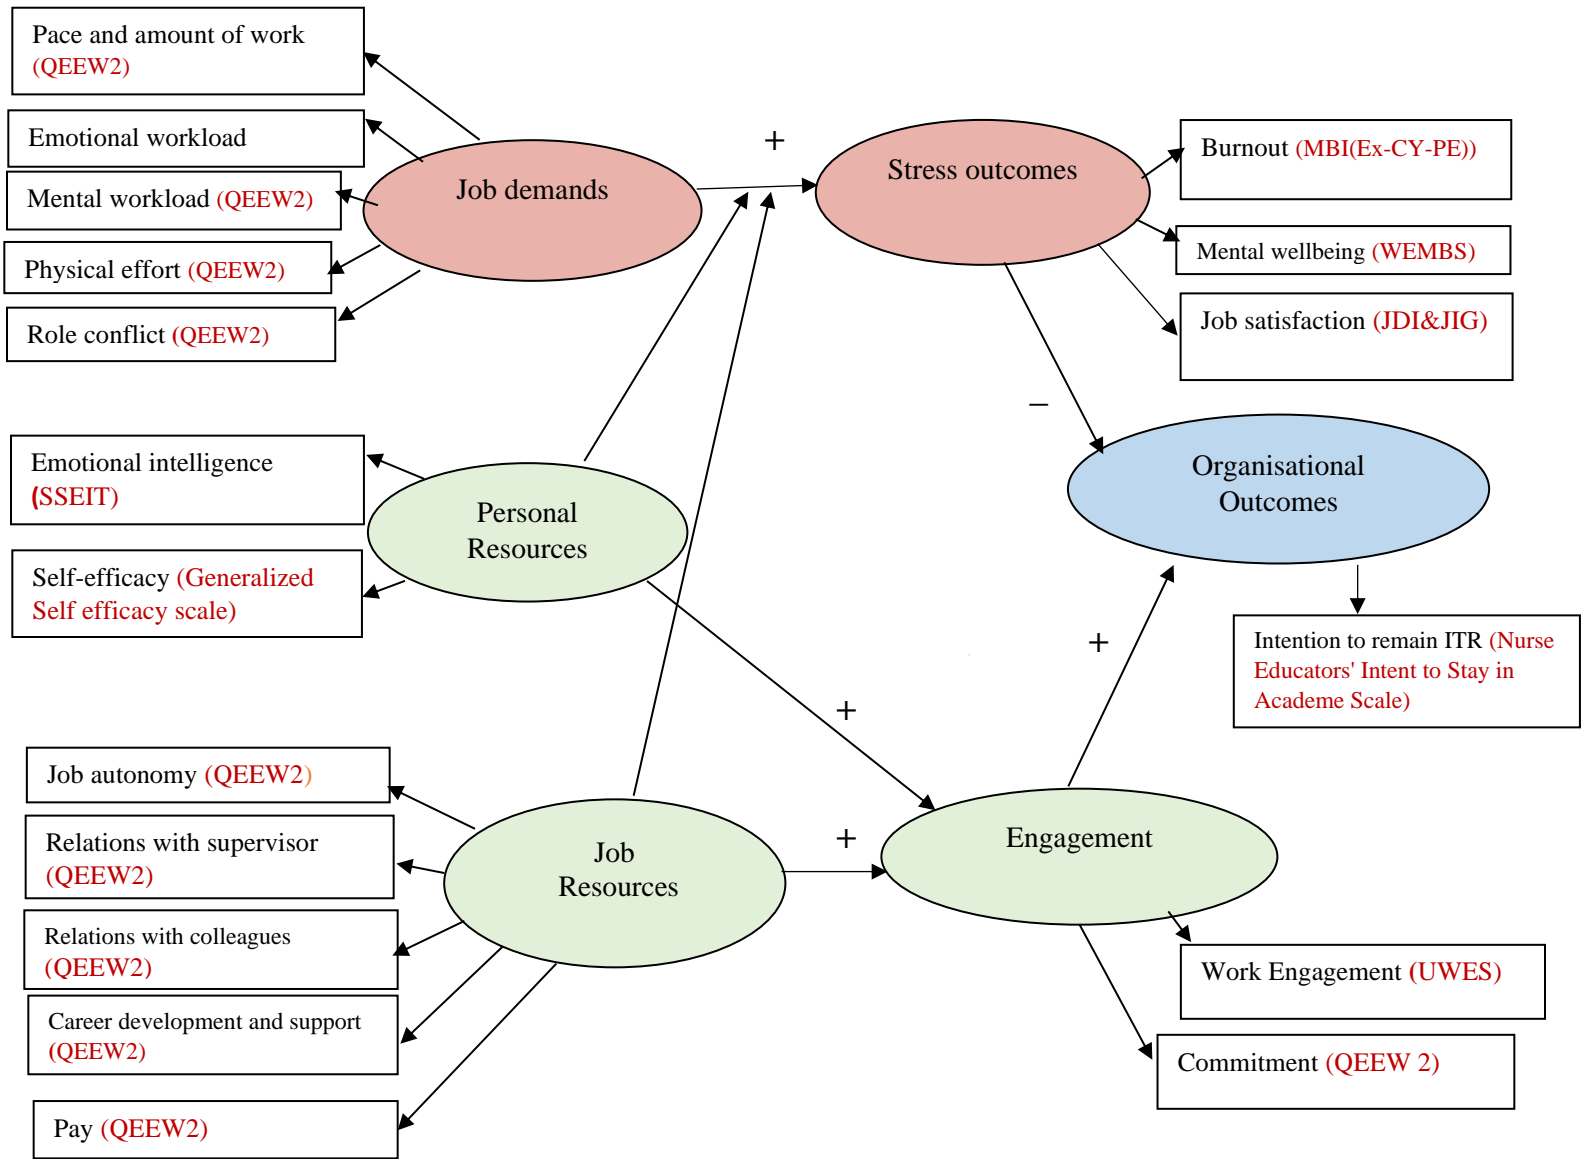 Pace and amount of work
(QEEW2)
Emotional workload
Mental workload (QEEW2)
Physical effort (QEEW2)
Role conflict (QEEW2)
Job demands
+
Stress outcomes
Burnout (MBI(Ex-CY-PE))
Mental wellbeing (WEMBS)
Job satisfaction (JDI&JIG)
–
Emotional intelligence
(SSEIT)
Self-efficacy (Generalized
Self efficacy scale)
Personal
Resources
Organisational
Outcomes
+
Intention to remain ITR (Nurse
Educators' Intent to Stay in
Academe Scale)
+
Job autonomy (QEEW2)
Relations with supervisor
(QEEW2)
Relations with colleagues
(QEEW2)
Career development and support
(QEEW2)
Pay (QEEW2)
Job
Resources
+
Engagement
Work Engagement (UWES)
Commitment (QEEW 2)